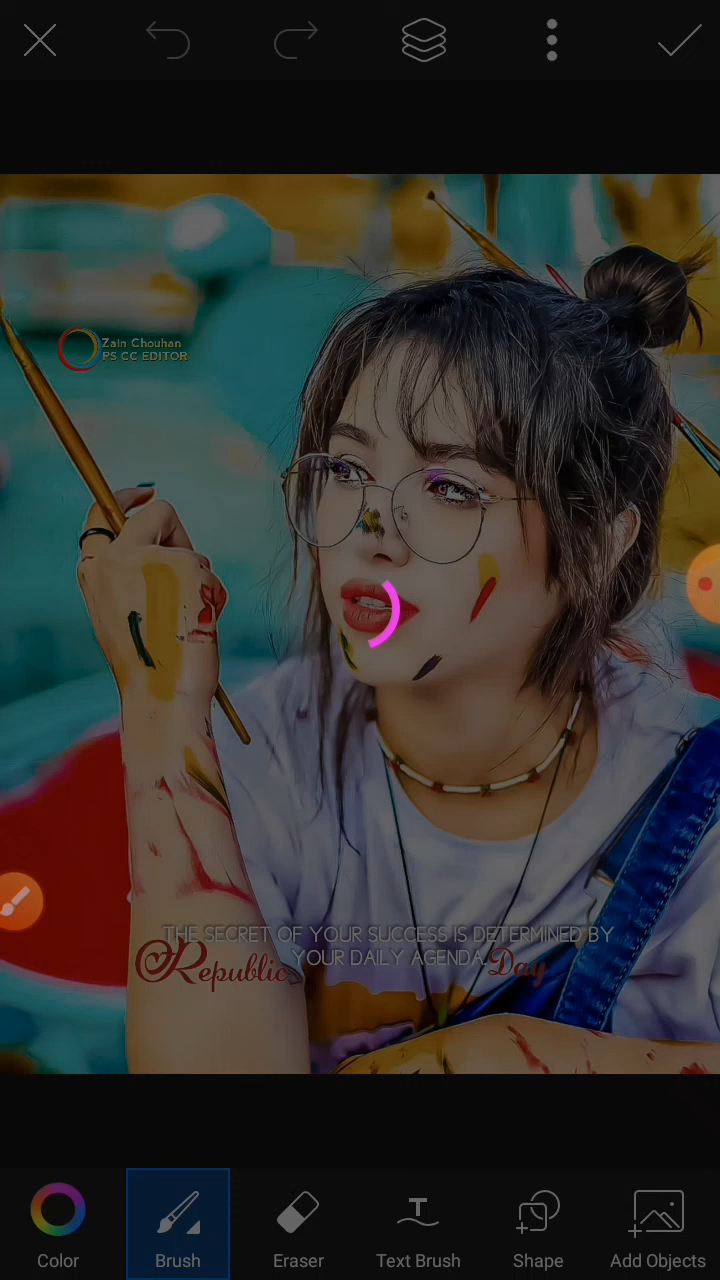 Zain Chouhan
PS CC EDITOR
THE SECRET OF YOUR SUCCESS IS DETERMINED BY
YOUR DAILY AGENDA.
Republic Day
Color
Brush
Eraser
Text Brush
Shape
Add Objects